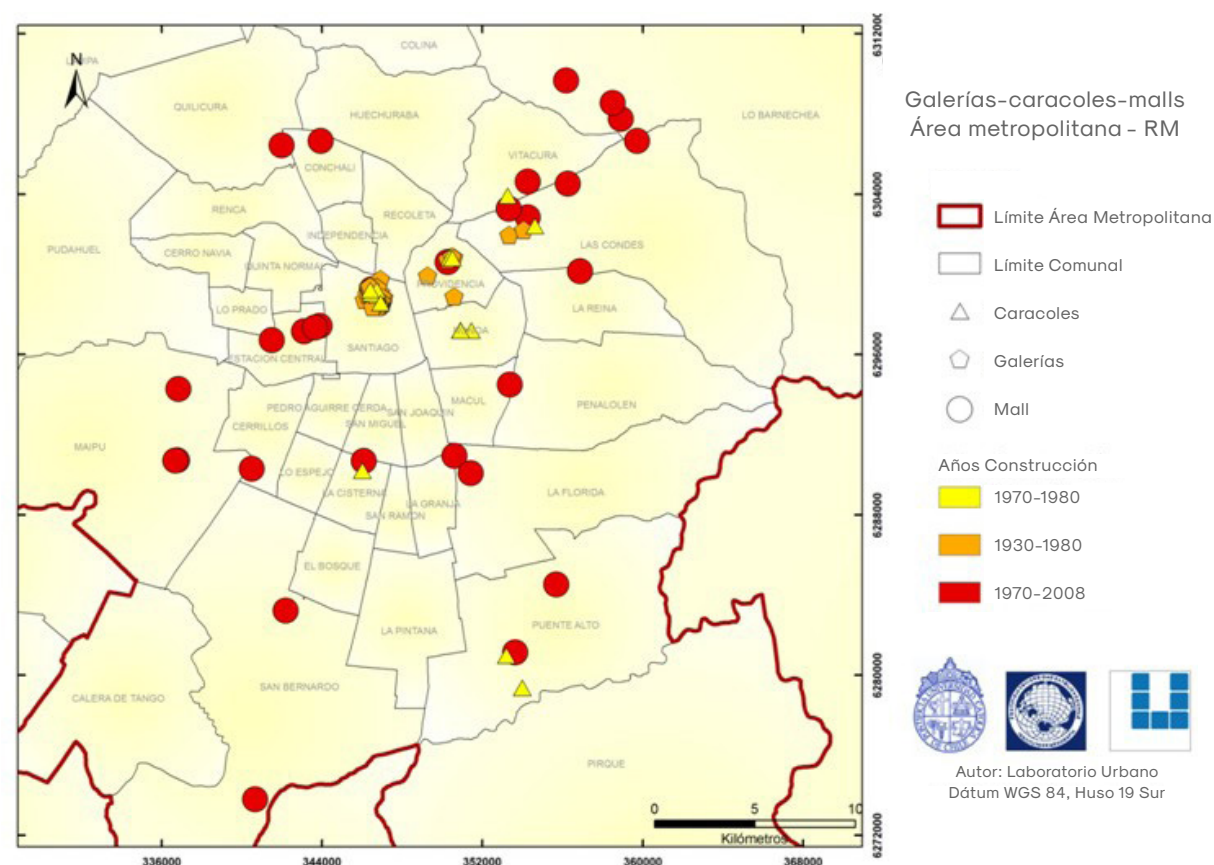 COLINA
N
QUILICURA
HUECHURABA
LO BARNECHEA
VITACURA
CONCHALI
RENCA
RECOLETA
INDEPENDENCIA
LAS CONDES
PUDAHUEL
CERRO NAVIA
QUINTA NORMAL
PROVIDENCIA
LO PRADO
LA REINA
SANTIAGO
ESTACION CENTRAL
MACUL
PENALOLEN
PEDRO AGUIRRE CERDA
SAN JOAQUIN
CERRILLOS
SAN MIGUEL
MAIPU
LO ESPEJO
LA CISTERNA
LA FLORIDA
LA GRANJA
SAN RAMON
EL BOSQUE
PUENTE ALTO
LA PINTANA
SAN BERNARDO
CALERA DE TANGO
PIRQUE
0 5 10
Kilómetros
336000 344000 352000 360000 368000
6304000
6296000
6288000
6280000
6272000
Galerías-caracoles-malls
Área metropolitana - RM
Límite Área Metropolitana
Límite Comunal
Caracoles
Galerías
Mall
Años Construcción
1970-1980
1930-1980
1970-2008
Autor: Laboratorio Urbano
Dátum WGS 84, Huso 19 Sur